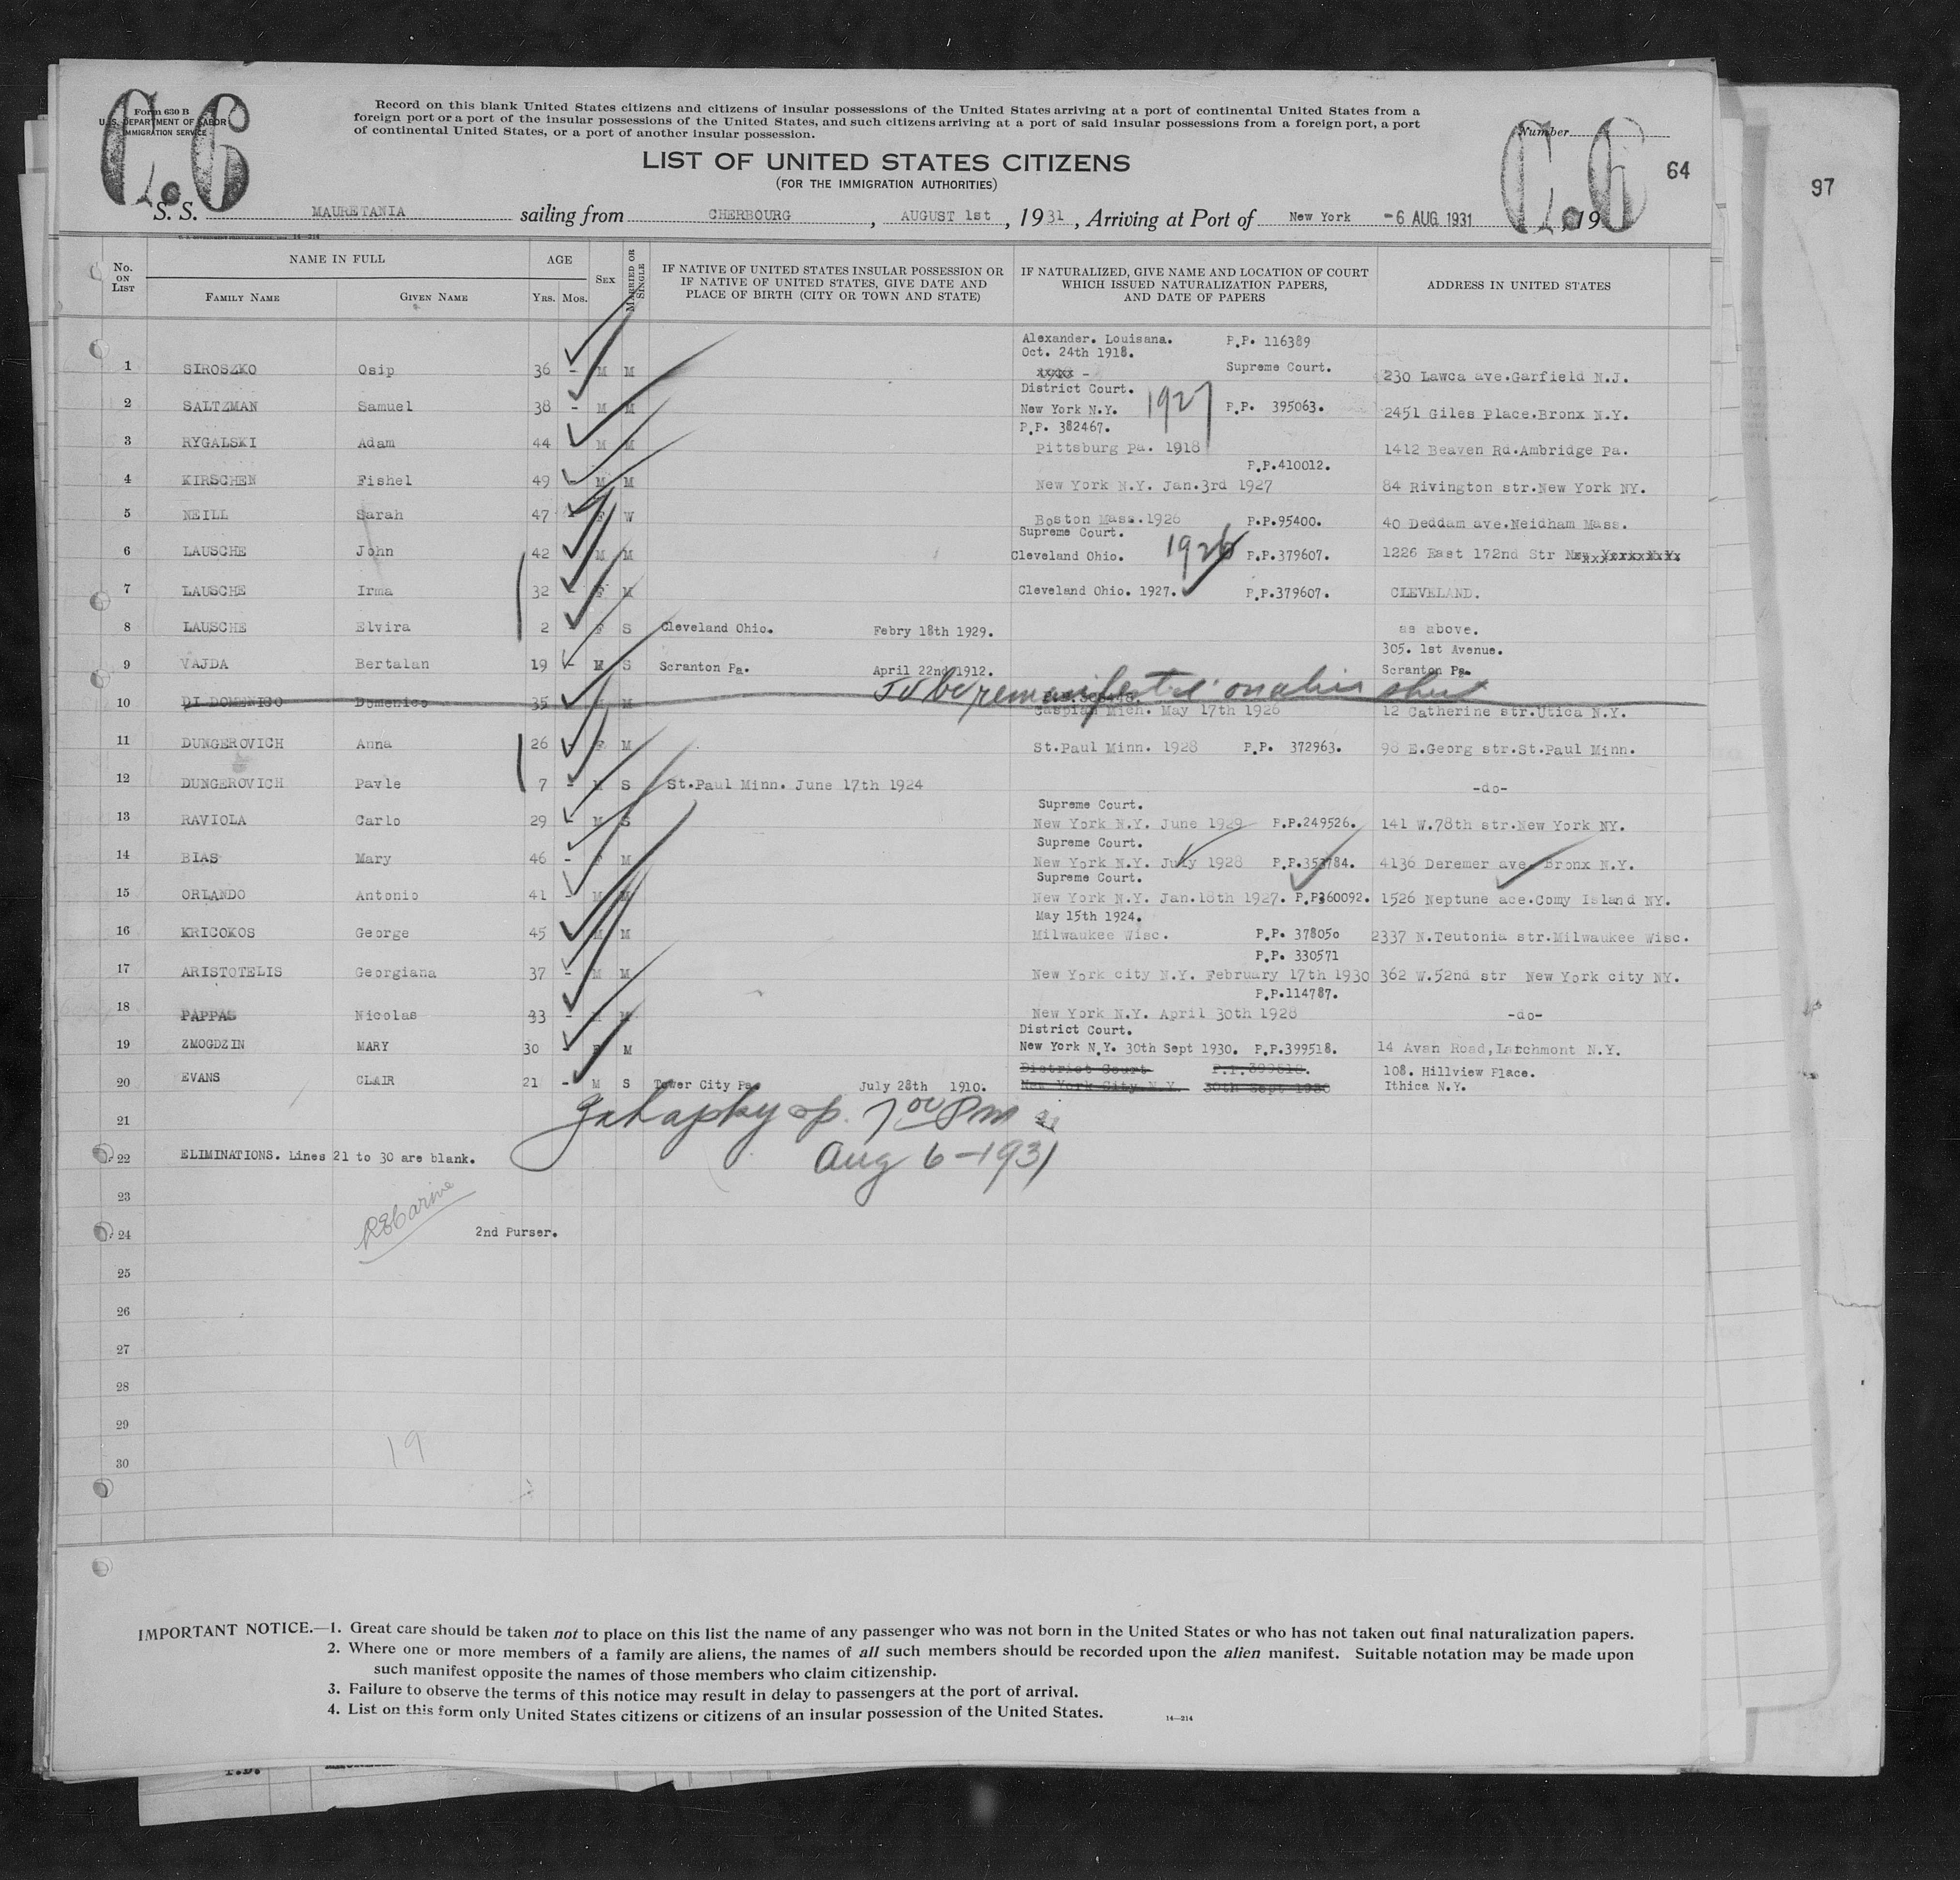 C. C.
Form 630 B
U. S. DEPARTMENT OF LABOR
IMMIGRATION SERVICE
Record on this blank United States citizens and citizens of insular possessions of the United States arriving at a port of continental United States from a
foreign port or a port of the insular possessions of the United States, and such citizens arriving at a port of said insular possessions from a foreign port, a port
of continental United States, or a port of another insular possession.
Number
C. C.
64
97
LIST OF UNITED STATES CITIZENS
(FOR THE IMMIGRATION AUTHORITIES)
S. S. MAURETANIA sailing from CHERBOURG, AUGUST 1st, 1931, Arriving at Port of New York -6 AUG 1931, 19
No. ON LIST NAME IN FULL AGE SEX MARRIED OR SINGLE IF NATIVE OF UNITED STATES INSULAR POSSESSION OR IF NATIVE OF UNITED STATES, GIVE DATE AND PLACE OF BIRTH (CITY OR TOWN AND STATE) IF NATURALIZED, GIVE NAME AND LOCATION OF COURT WHICH ISSUED NATURALIZATION PAPERS, AND DATE OF PAPERS ADDRESS IN UNITED STATES
FAMILY NAME GIVEN NAME YRS. MOS.
Alexander. Louisana. P.P. 116389
Oct. 24th 1918.
1 SIROSZKO Osip 36 - M M xxxxx - Supreme Court. 230 Lawca ave.Garfield N.J.
District Court.
2 SALTZMAN Samuel 38 - M M New York N.Y. 1927 P.P. 395063. 2451 Giles place.Bronx N.Y.
P.P. 382467.
3 RYGALSKI Adam 44 M M Pittsburg Pa. 1918 1412 Beaven Rd.Ambridge Pa.
P.P.410012.
4 KIRSCHEN Fishel 49 - M M New York N.Y. Jan.3rd 1927 84 Rivington str.New York NY.
5 NEILL Sarah 47 - F W Boston Mass.1926 P.P.95400. 40 Deddam ave.Neidham Mass.
Supreme Court.
6 LAUSCHE John 42 M M Cleveland Ohio. 1926 P.P.379607. 1226 East 172nd Str New York N.Y.
7 LAUSCHE Irma 32 - F M Cleveland Ohio. 1927. P.P.379607. CLEVELAND.
8 LAUSCHE Elvira 2 - F S Cleveland Ohio. Febry 18th 1929. as above.
305. 1st Avenue.
9 VAJDA Bertalan 19 - M S Scranton Pa. April 22nd 1912. Scranton Pa.
To be remanifested on alien sheet
10 DI DOMENICO Domenico 35 M Caspian Mich. May 17th 1926 12 Catherine str.Utica N.Y.
11 DUNGEROVICH Anna 26 - F M St.Paul Minn. 1928 P.P. 372963. 98 E.Georg str.St.Paul Minn.
12 DUNGEROVICH Pavle 7 - M S St.Paul Minn. June 17th 1924 -do-
Supreme Court.
13 RAVIOLA Carlo 29 - M S New York N.Y. June 1929 P.P.249526. 141 W.78th str.New York NY.
Supreme Court.
14 BIAS Mary 46 - F M New York N.Y. July 1928 P.P.353784. 4136 Deremer ave. Bronx N.Y.
Supreme Court.
15 ORLANDO Antonio 41 - M M New York N.Y. Jan.18th 1927. P.P360092. 1526 Neptune ace.Comy Island NY.
May 15th 1924.
16 KRICOKOS George 45 - M M Milwaukee Wisc. P.P. 378050 2337 N.Teutonia str.Milwaukee Wisc.
P.P. 330571
17 ARISTOTELIS Georgiana 37 - M M New York city N.Y. February 17th 1930 362 W.52nd str New York city NY.
P.P.114787.
18 PAPPAS Nicolas 33 - M M New York N.Y. April 30th 1928 -do-
District Court.
19 ZMOGDZIN MARY 30 - F M New York N.Y. 30th Sept 1930. P.P.399518. 14 Avan Road,Larchmont N.Y.
District Court P.P.399518. 108. Hillview Place.
20 EVANS CLAIR 21 - M S Tower City Pa. July 28th 1910. New York City N.Y. 30th Sept 1930 Ithica N.Y.
21 7 00 Pm
22 ELIMINATIONS. Lines 21 to 30 are blank. Aug 6-1931
23
24 2nd Purser.
25
26
27
28
29
19
30
IMPORTANT NOTICE.—1. Great care should be taken not to place on this list the name of any passenger who was not born in the United States or who has not taken out final naturalization papers.
2. Where one or more members of a family are aliens, the names of all such members should be recorded upon the alien manifest. Suitable notation may be made upon
such manifest opposite the names of those members who claim citizenship.
3. Failure to observe the terms of this notice may result in delay to passengers at the port of arrival.
4. List on this form only United States citizens or citizens of an insular possession of the United States. 14—214